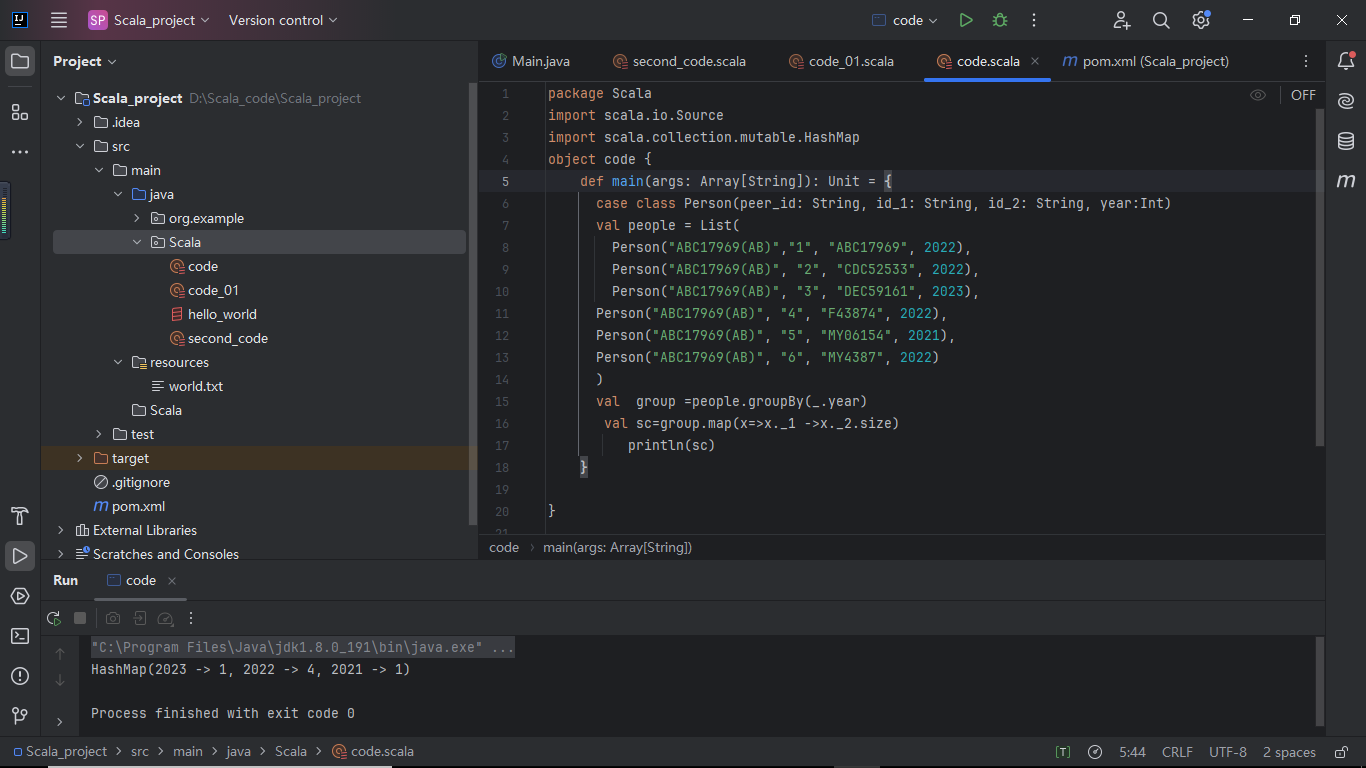 SP Scala_project Version control code
Project
Main.java second_code.scala code_01.scala code.scala pom.xml (Scala_project)
Scala_project D:\Scala_code\Scala_project
.idea
src
main
java
org.example
Scala
code
code_01
hello_world
second_code
resources
world.txt
Scala
test
target
.gitignore
pom.xml
External Libraries
Scratches and Consoles
OFF
1 package Scala
2 import scala.io.Source
3 import scala.collection.mutable.HashMap
4 object code {
5 def main(args: Array[String]): Unit = {
6 case class Person(peer_id: String, id_1: String, id_2: String, year:Int)
7 val people = List(
8 Person("ABC17969(AB)","1", "ABC17969", 2022),
9 Person("ABC17969(AB)", "2", "CDC52533", 2022),
10 Person("ABC17969(AB)", "3", "DEC59161", 2023),
11 Person("ABC17969(AB)", "4", "F43874", 2022),
12 Person("ABC17969(AB)", "5", "MY06154", 2021),
13 Person("ABC17969(AB)", "6", "MY4387", 2022)
14 )
15 val  group =people.groupBy(_.year)
16 val sc=group.map(x=>x._1 ->x._2.size)
17 println(sc)
18 }
19
20 }
21
code main(args: Array[String])
Run code
"C:\Program Files\Java\jdk1.8.0_191\bin\java.exe" ...
HashMap(2023 -> 1, 2022 -> 4, 2021 -> 1)
Process finished with exit code 0
Scala_project src main java Scala code.scala [T] 5:44 CRLF UTF-8 2 spaces